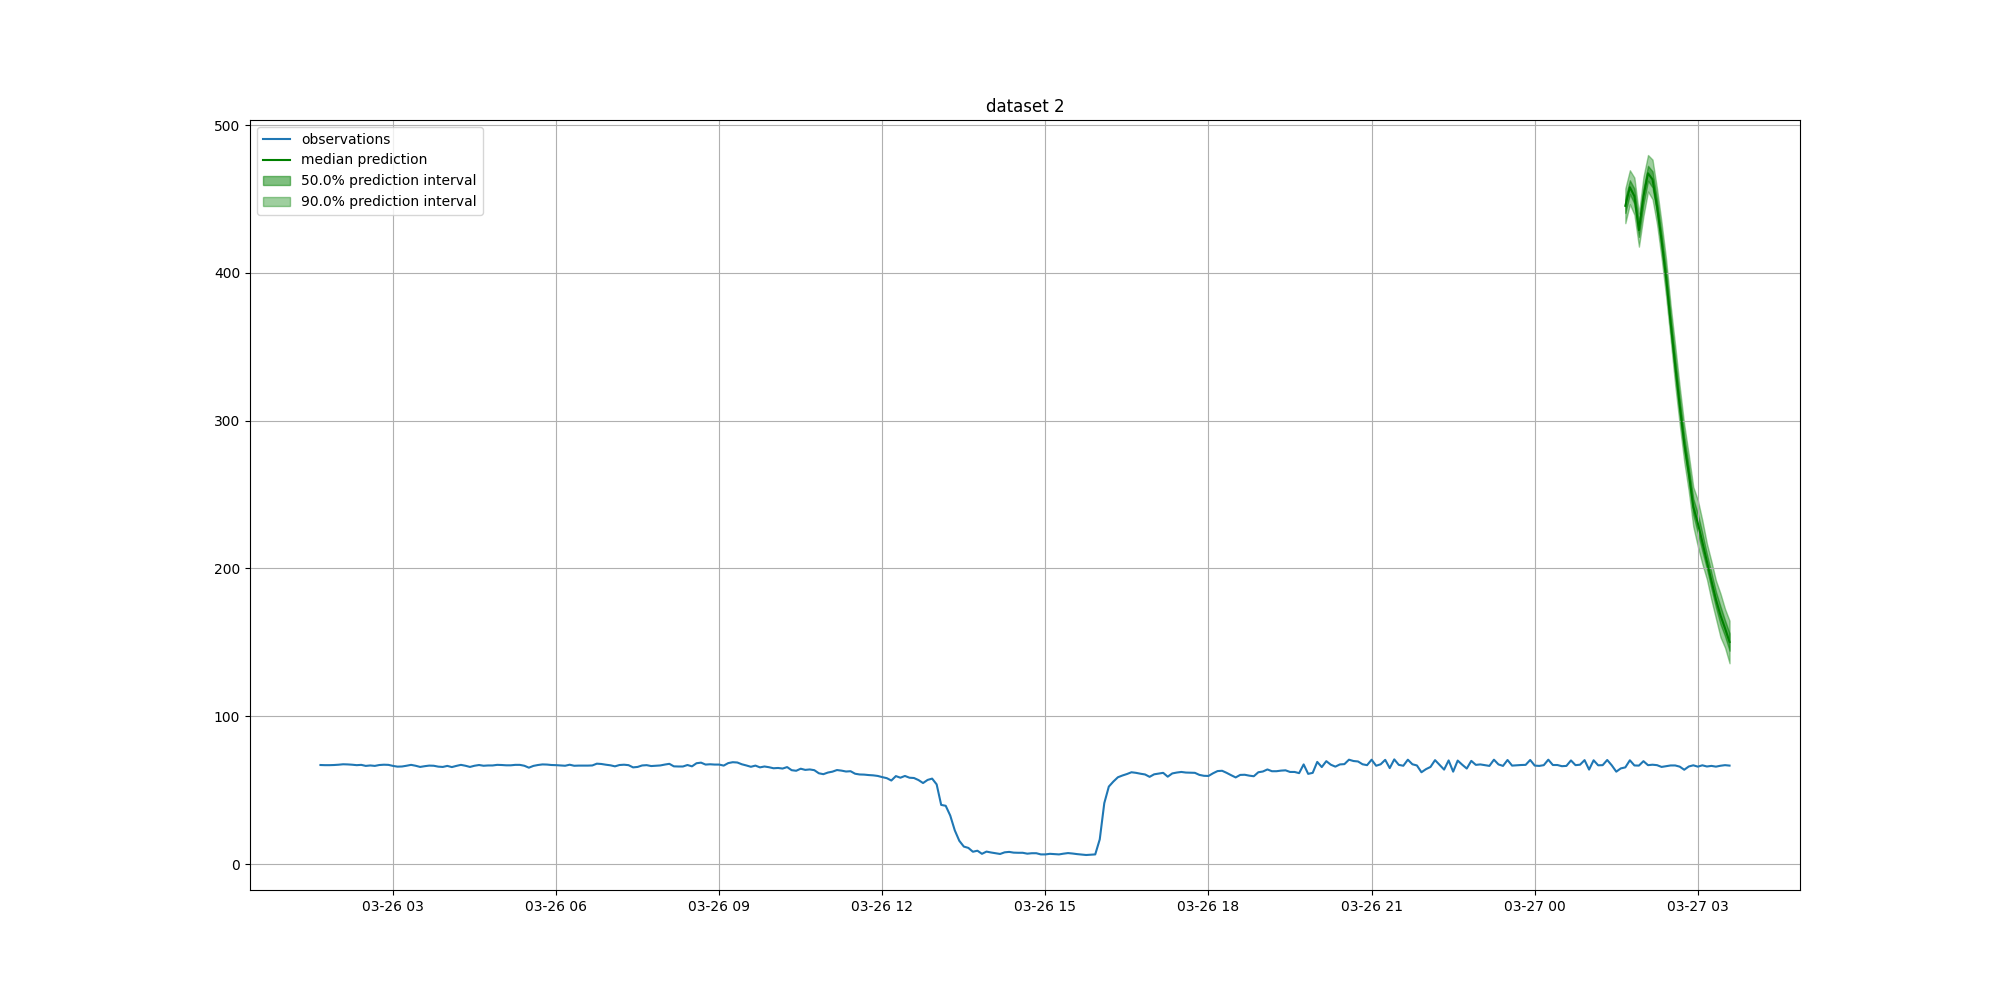 dataset 2
500
observations
median prediction
50.0% prediction interval
90.0% prediction interval
400
300
200
100
0
03-26 03 03-26 06 03-26 09 03-26 12 03-26 15 03-26 18 03-26 21 03-27 00 03-27 03